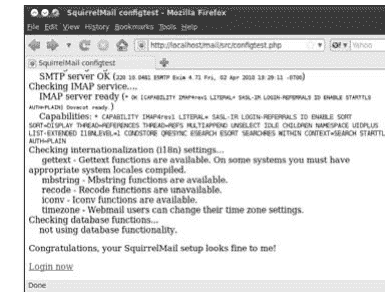 SquirrelMail configtest - Mozilla Firefox
File Edit View History Bookmarks Tools Help
http://localhost/mail/src/configtest.php
Yahoo
SquirrelMail configtest
SMTP server OK (220 ESMTP Exim 4.71 Fri, 02 Apr 2010
Checking IMAP service....
IMAP server ready (* OK [CAPABILITY IMAP4rev1 LITERAL+ SASL-IR LOGIN-REFERRALS ID ENABLE STARTTLS
AUTH=PLAIN] Dovecot ready.)
Capabilities: * CAPABILITY IMAP4rev1 LITERAL+ SASL-IR LOGIN-REFERRALS ID ENABLE SORT
SORT=DISPLAY THREAD=REFERENCES THREAD=REFS MULTIAPPEND UNSELECT IDLE CHILDREN NAMESPACE UIDPLUS
LIST-EXTENDED I18NLEVEL=1 CONDSTORE QRESYNC ESEARCH ESORT SEARCHRES WITHIN CONTEXT=SEARCH STARTTL
AUTH=PLAIN
Checking internationalization (i18n) settings...
gettext - Gettext functions are available. On some systems you must have
appropriate system locales compiled.
mbstring - Mbstring functions are available.
recode - Recode functions are unavailable.
iconv - Iconv functions are available.
timezone - Webmail users can change their time zone settings.
Checking database functions...
not using database functionality.
Congratulations, your SquirrelMail setup looks fine to me!
Login now
Done